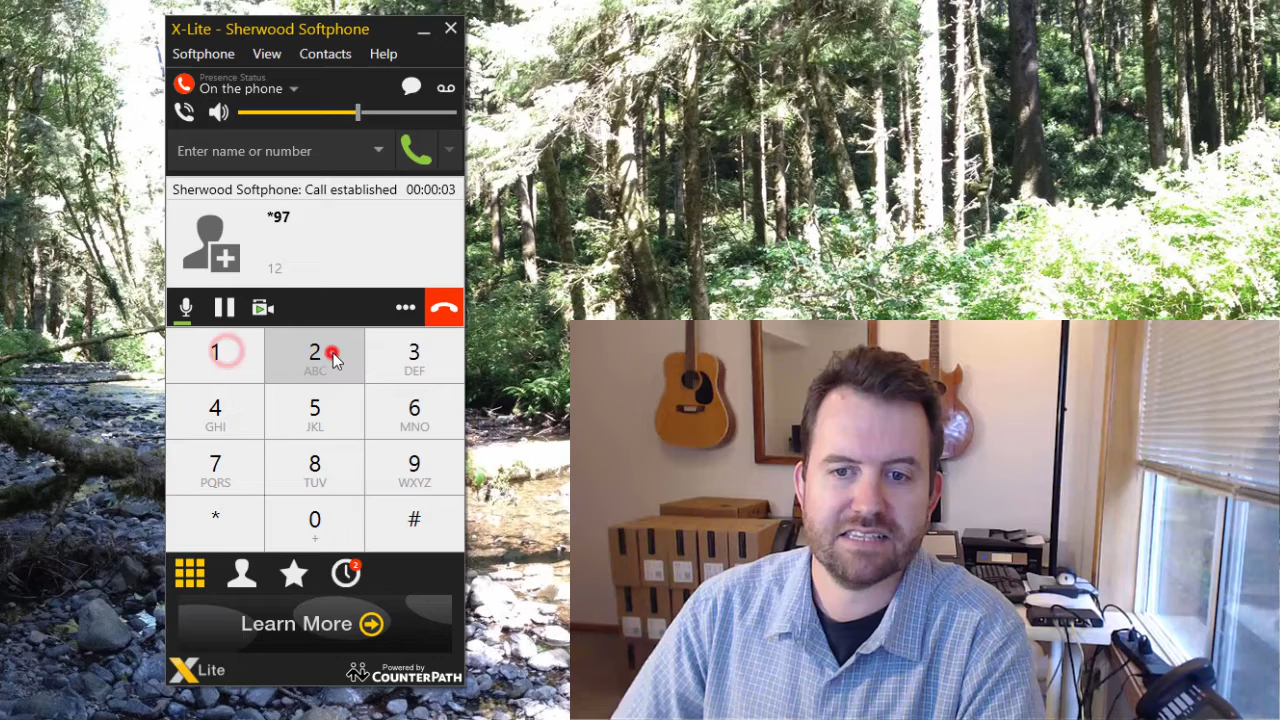 X-Lite - Sherwood Softphone
Softphone View Contacts Help
Presence Status
On the phone
Enter name or number
Sherwood Softphone: Call established 00:00:03
*97
12
1 2 3
ABC DEF
4 5 6
GHI JKL MNO
7 8 9
PQRS TUV WXYZ
* 0 #
+
2
Learn More
X Lite
Powered by
COUNTERPATH